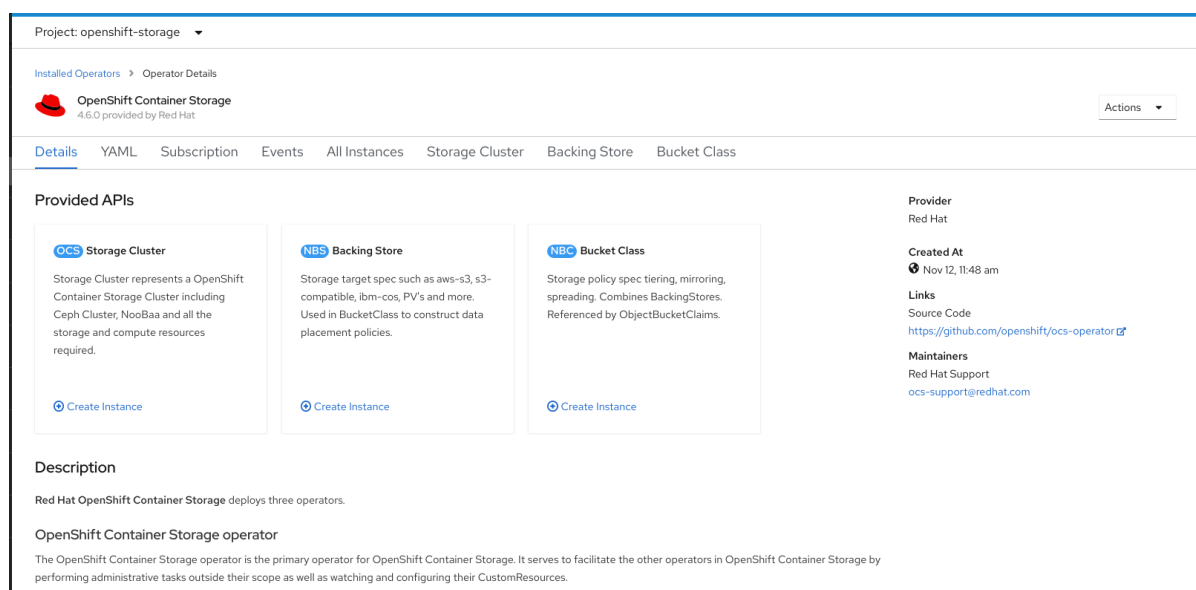 Project: openshift-storage
Installed Operators > Operator Details
OpenShift Container Storage
4.6.0 provided by Red Hat
Actions
Details YAML Subscription Events All Instances Storage Cluster Backing Store Bucket Class
Provided APIs
OCS Storage Cluster
Storage Cluster represents a OpenShift
Container Storage Cluster including
Ceph Cluster, NooBaa and all the
storage and compute resources
required.
Create Instance
NBS Backing Store
Storage target spec such as aws-s3, s3-
compatible, ibm-cos, PV's and more.
Used in BucketClass to construct data
placement policies.
Create Instance
NBC Bucket Class
Storage policy spec tiering, mirroring,
spreading. Combines BackingStores.
Referenced by ObjectBucketClaims.
Create Instance
Provider
Red Hat
Created At
Nov 12, 11:48 am
Links
Source Code
https://github.com/openshift/ocs-operator
Maintainers
Red Hat Support
ocs-support@redhat.com
Description
Red Hat OpenShift Container Storage deploys three operators.
OpenShift Container Storage operator
The OpenShift Container Storage operator is the primary operator for OpenShift Container Storage. It serves to facilitate the other operators in OpenShift Container Storage by
performing administrative tasks outside their scope as well as watching and configuring their CustomResources.